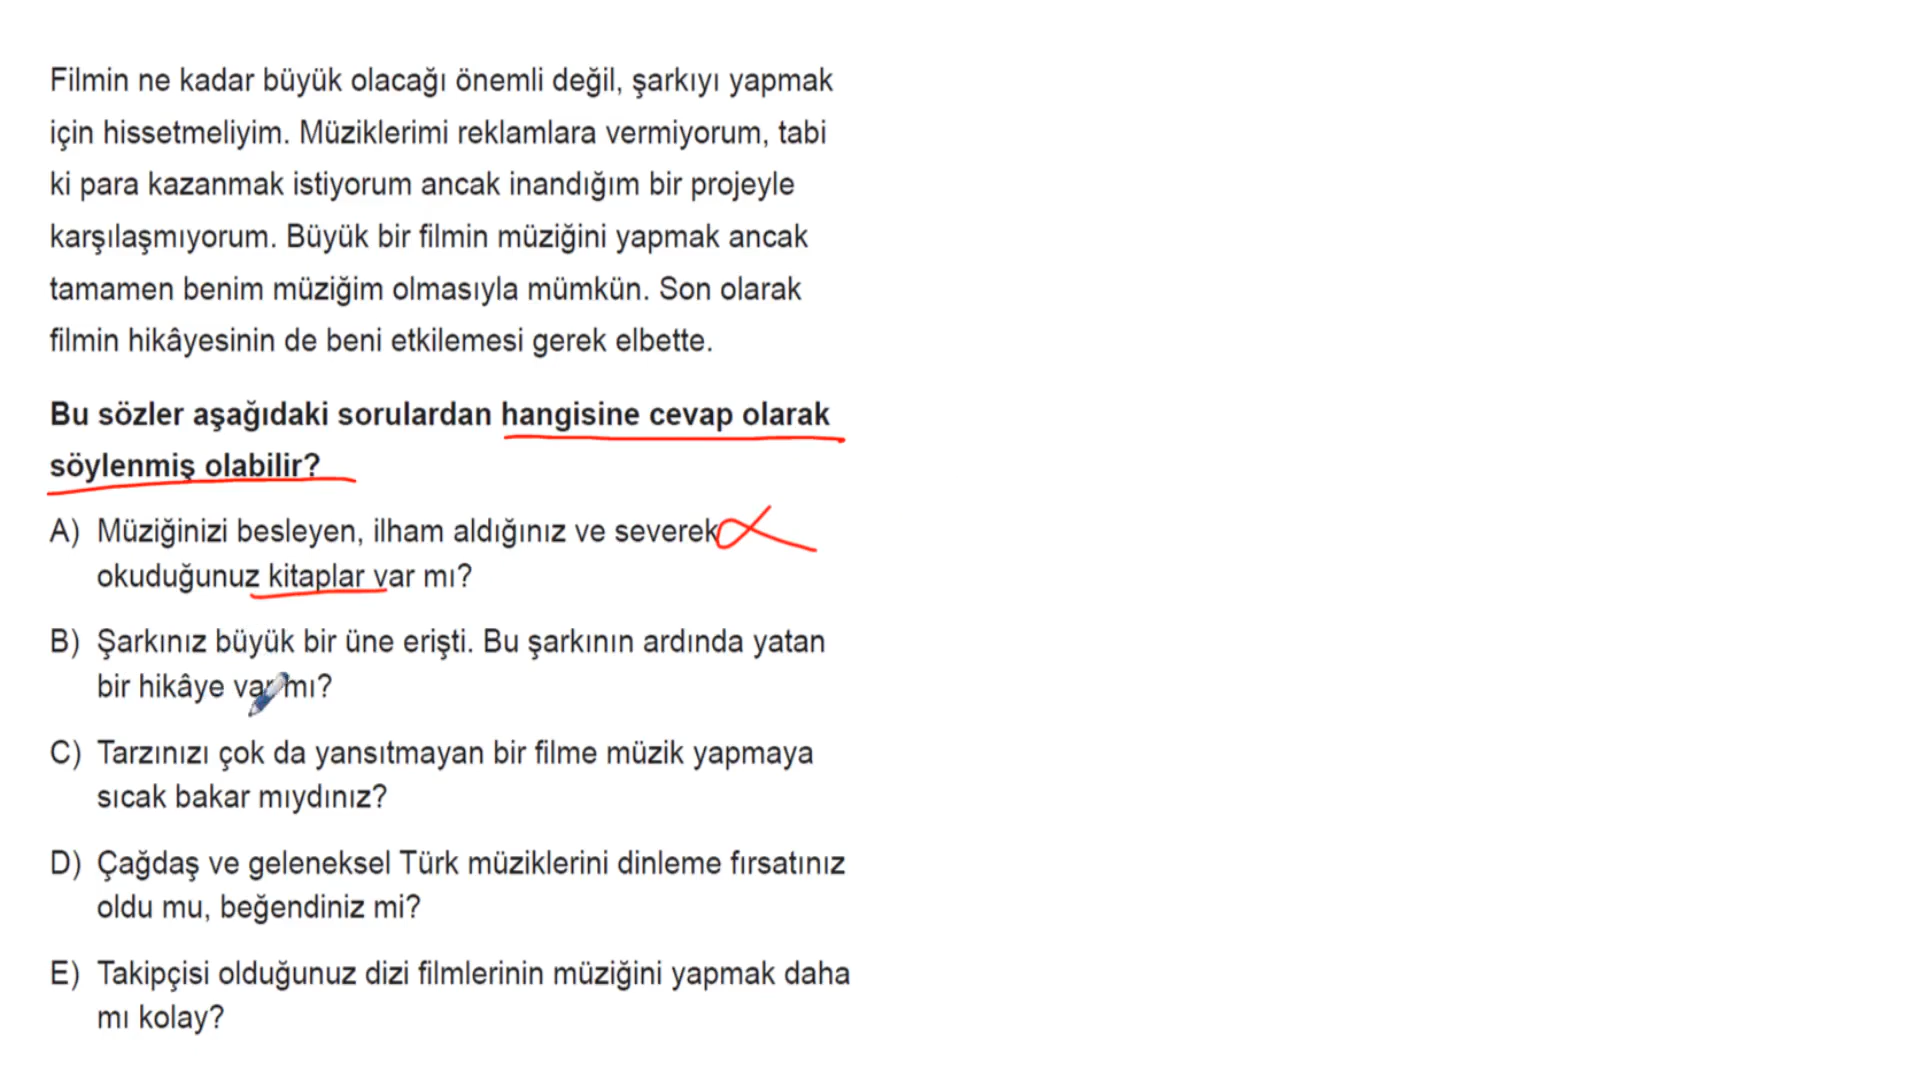 Filmin ne kadar büyük olacağı önemli değil, şarkıyı yapmak
için hissetmeliyim. Müziklerimi reklamlara vermiyorum, tabi
ki para kazanmak istiyorum ancak inandığım bir projeyle
karşılaşmıyorum. Büyük bir filmin müziğini yapmak ancak
tamamen benim müziğim olmasıyla mümkün. Son olarak
filmin hikâyesinin de beni etkilemesi gerek elbette.
Bu sözler aşağıdaki sorulardan hangisine cevap olarak
söylenmiş olabilir?
A) Müziğinizi besleyen, ilham aldığınız ve severek
okuduğunuz kitaplar var mı?
B) Şarkınız büyük bir üne erişti. Bu şarkının ardında yatan
bir hikâye var mı?
C) Tarzınızı çok da yansıtmayan bir filme müzik yapmaya
sıcak bakar mıydınız?
D) Çağdaş ve geleneksel Türk müziklerini dinleme fırsatınız
oldu mu, beğendiniz mi?
E) Takipçisi olduğunuz dizi filmlerinin müziğini yapmak daha
mı kolay?